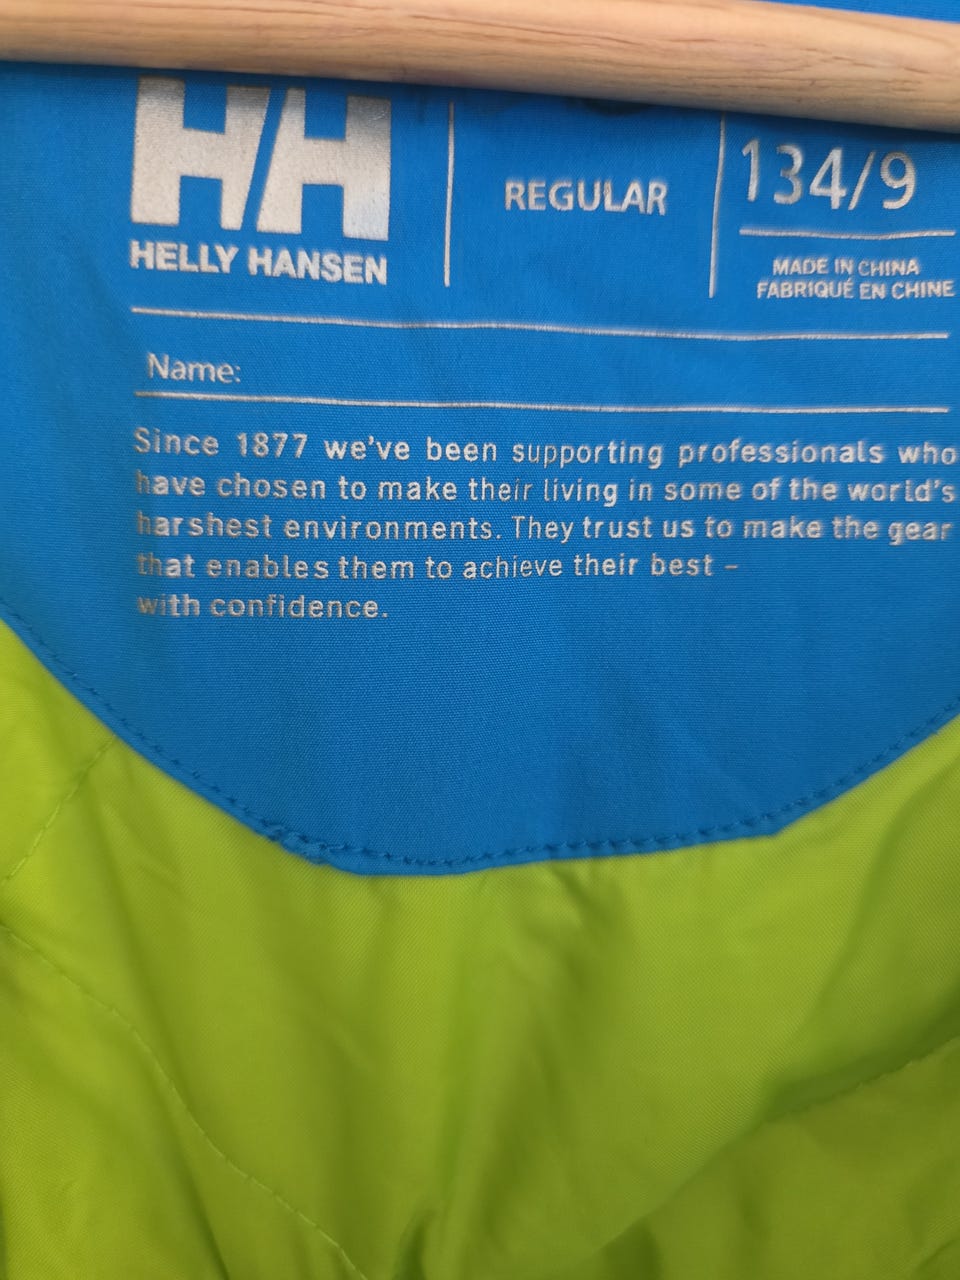 HH
HELLY HANSEN
REGULAR
134/9
MADE IN CHINA
FABRIQUÉ EN CHINE
Name:
Since 1877 we've been supporting professionals who
have chosen to make their living in some of the world's
harshest environments. They trust us to make the gear
that enables them to achieve their best –
with confidence.